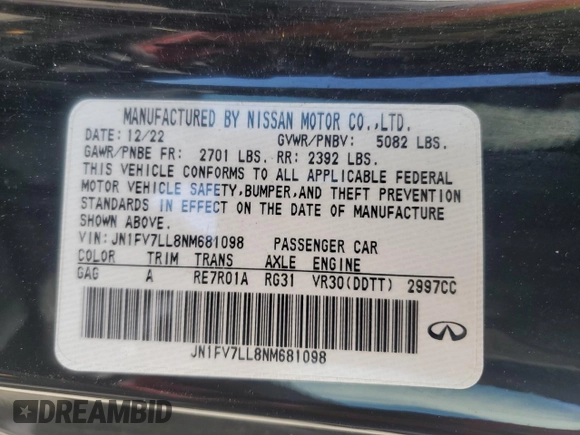 MANUFACTURED BY NISSAN MOTOR CO.,LTD.
DATE: 12/22 GVWR/PNBV: 5082 LBS.
GAWR/PNBE FR: 2701 LBS. RR: 2392 LBS.
THIS VEHICLE CONFORMS TO ALL APPLICABLE FEDERAL
MOTOR VEHICLE SAFETY,BUMPER,AND THEFT PREVENTION
STANDARDS IN EFFECT ON THE DATE OF MANUFACTURE
SHOWN ABOVE.
VIN: JN1FV7LL8NM681098 PASSENGER CAR
COLOR TRIM TRANS AXLE ENGINE
GAG A RE7R01A RG31 VR30(DDTT) 2997CC
JN1FV7LL8NM681098
DREAMBID